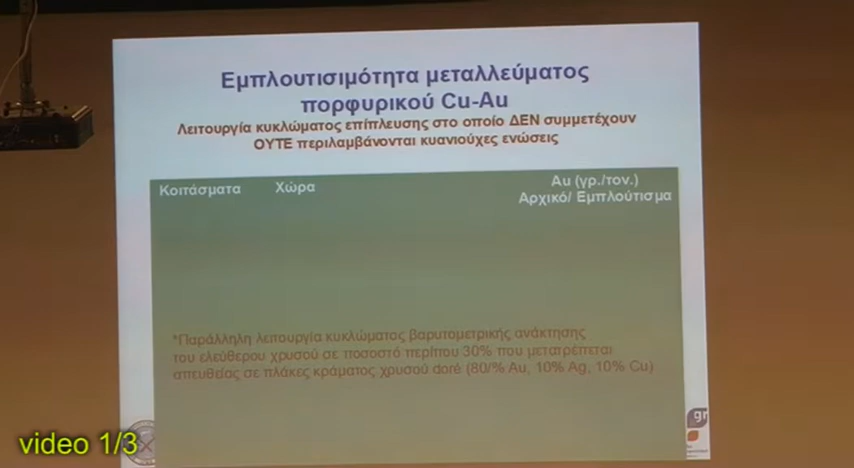 Εμπλουτισιμότητα μεταλλεύματος
πορφυρικού Cu-Au
Λειτουργία κυκλώματος επίπλευσης στο οποίο ΔΕΝ συμμετέχουν
ΟΥΤΕ περιλαμβάνονται κυανιούχες ενώσεις
Κοιτάσματα Χώρα Au (γρ./τον.)
Αρχικό/ Εμπλούτισμα
*Παράλληλη λειτουργία κυκλώματος βαρυτομετρικής ανάκτησης
του ελεύθερου χρυσού σε ποσοστό περίπου 30% που μετατρέπεται
απευθείας σε πλάκες κράματος χρυσού doré (80/% Au, 10% Ag, 10% Cu)
gr
video 1/3